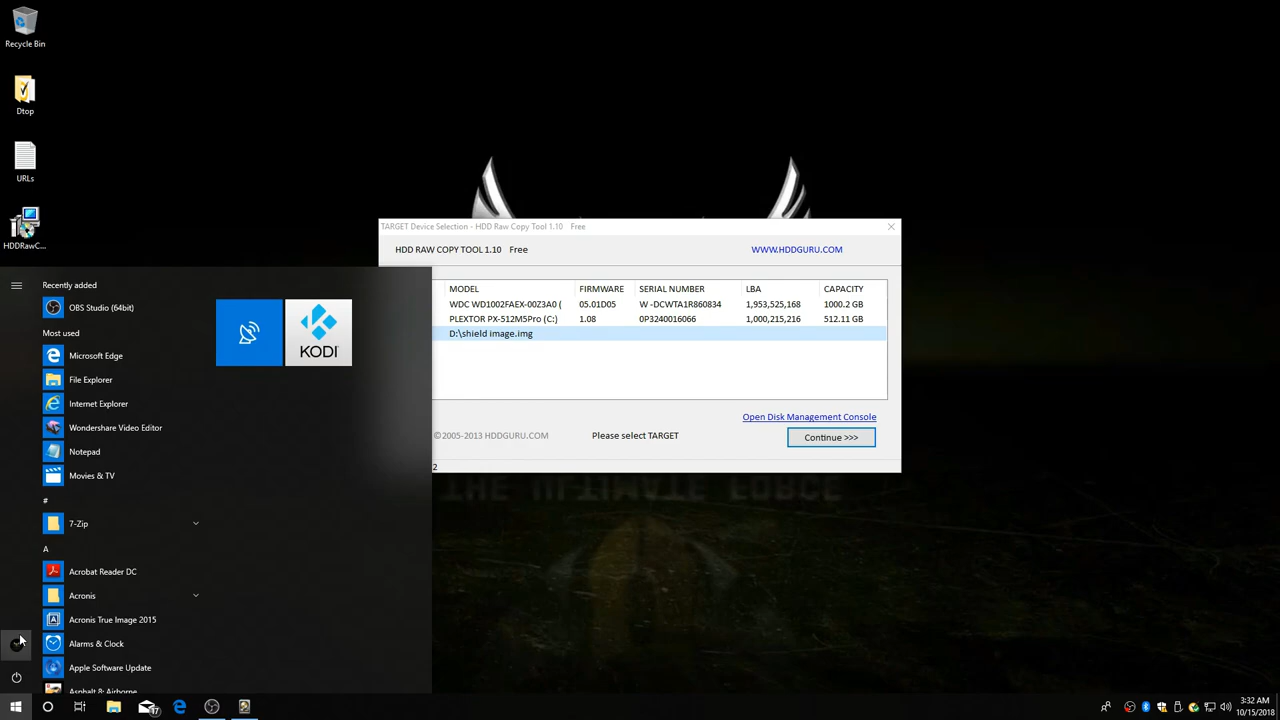 Recycle Bin
Dtop
URLs
HDDRawC...
Recently added
OBS Studio (64bit)
Most used
Microsoft Edge
File Explorer
Internet Explorer
Wondershare Video Editor
Notepad
Movies & TV
#
7-Zip
A
Acrobat Reader DC
Acronis
Acronis True Image 2015
Alarms & Clock
Apple Software Update
Asphalt 8: Airborne
KODI
TARGET Device Selection - HDD Raw Copy Tool 1.10 Free
HDD RAW COPY TOOL 1.10 Free
WWW.HDDGURU.COM
MODEL FIRMWARE SERIAL NUMBER LBA CAPACITY
WDC WD1002FAEX-00Z3A0 ( 05.01D05 W -DCWTA1R860834 1,953,525,168 1000.2 GB
PLEXTOR PX-512M5Pro (C:) 1.08 0P3240016066 1,000,215,216 512.11 GB
D:\shield image.img
Open Disk Management Console
©2005-2013 HDDGURU.COM Please select TARGET Continue >>>
2
17
3:32 AM
10/15/2018